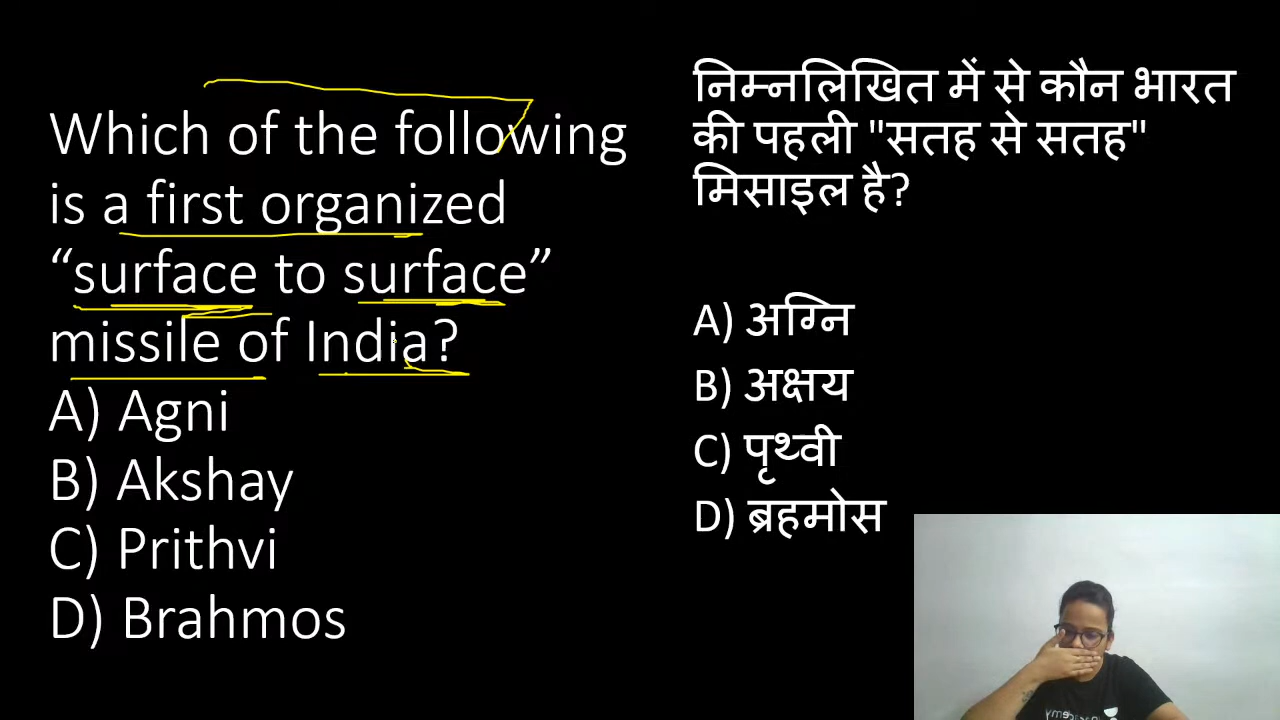 Which of the following
is a first organized
“surface to surface”
missile of India?
A) Agni
B) Akshay
C) Prithvi
D) Brahmos
निम्नलिखित में से कौन भारत
की पहली "सतह से सतह"
मिसाइल है?
A) अग्नि
B) अक्षय
C) पृथ्वी
D) ब्रहमोस